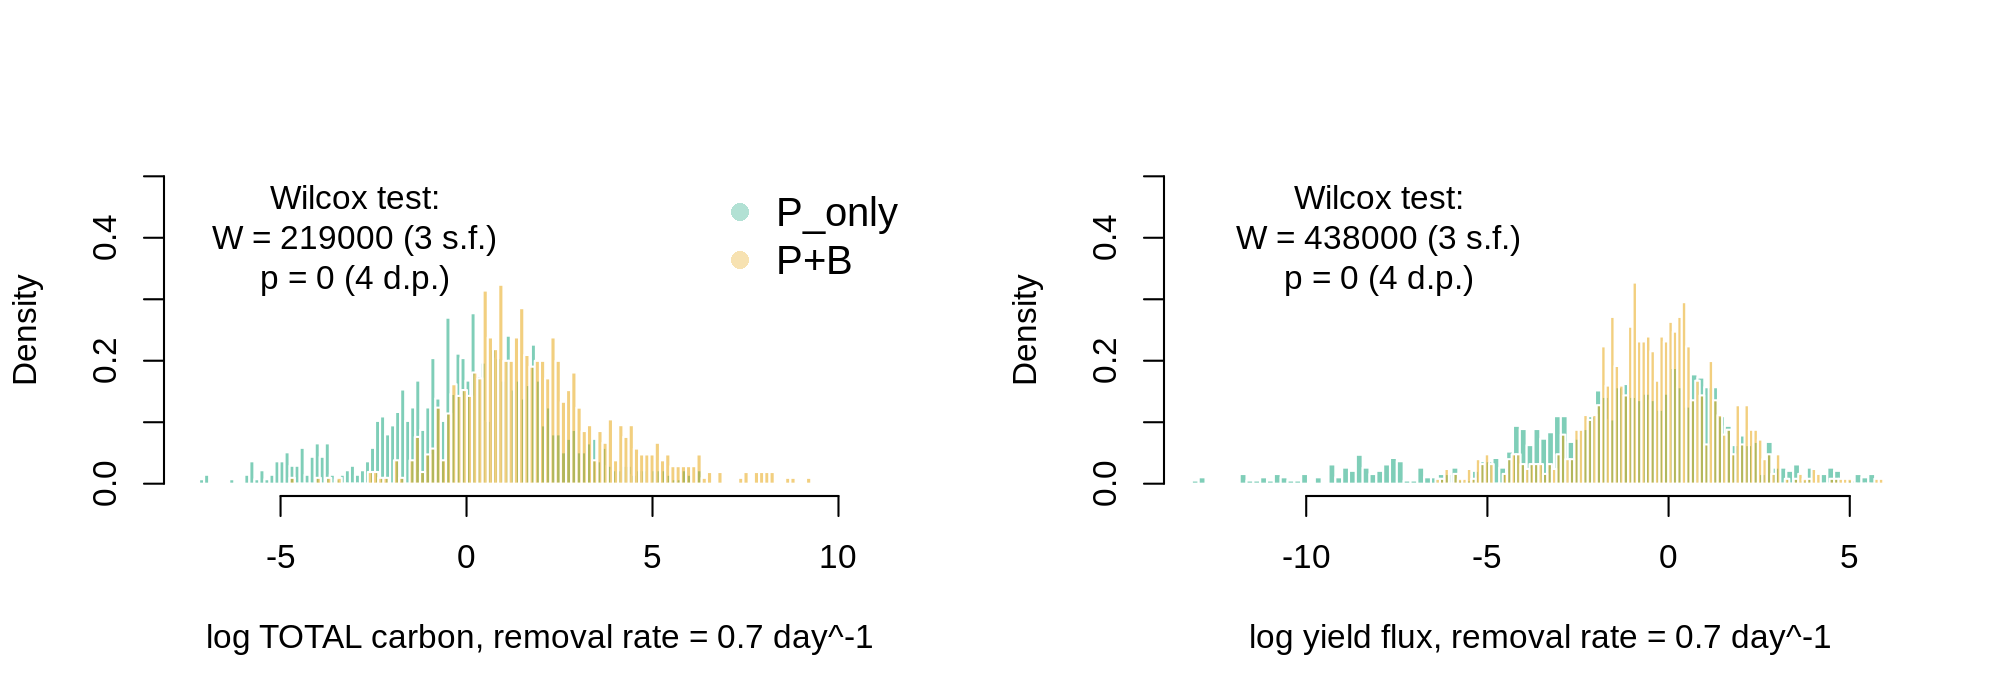 Wilcox test:
W = 219000 (3 s.f.)
p = 0 (4 d.p.)
P_only
P+B
Density
0.0
0.2
0.4
-5
0
5
10
log TOTAL carbon, removal rate = 0.7 day^-1
Wilcox test:
W = 438000 (3 s.f.)
p = 0 (4 d.p.)
Density
0.0
0.2
0.4
-10
-5
0
5
log yield flux, removal rate = 0.7 day^-1